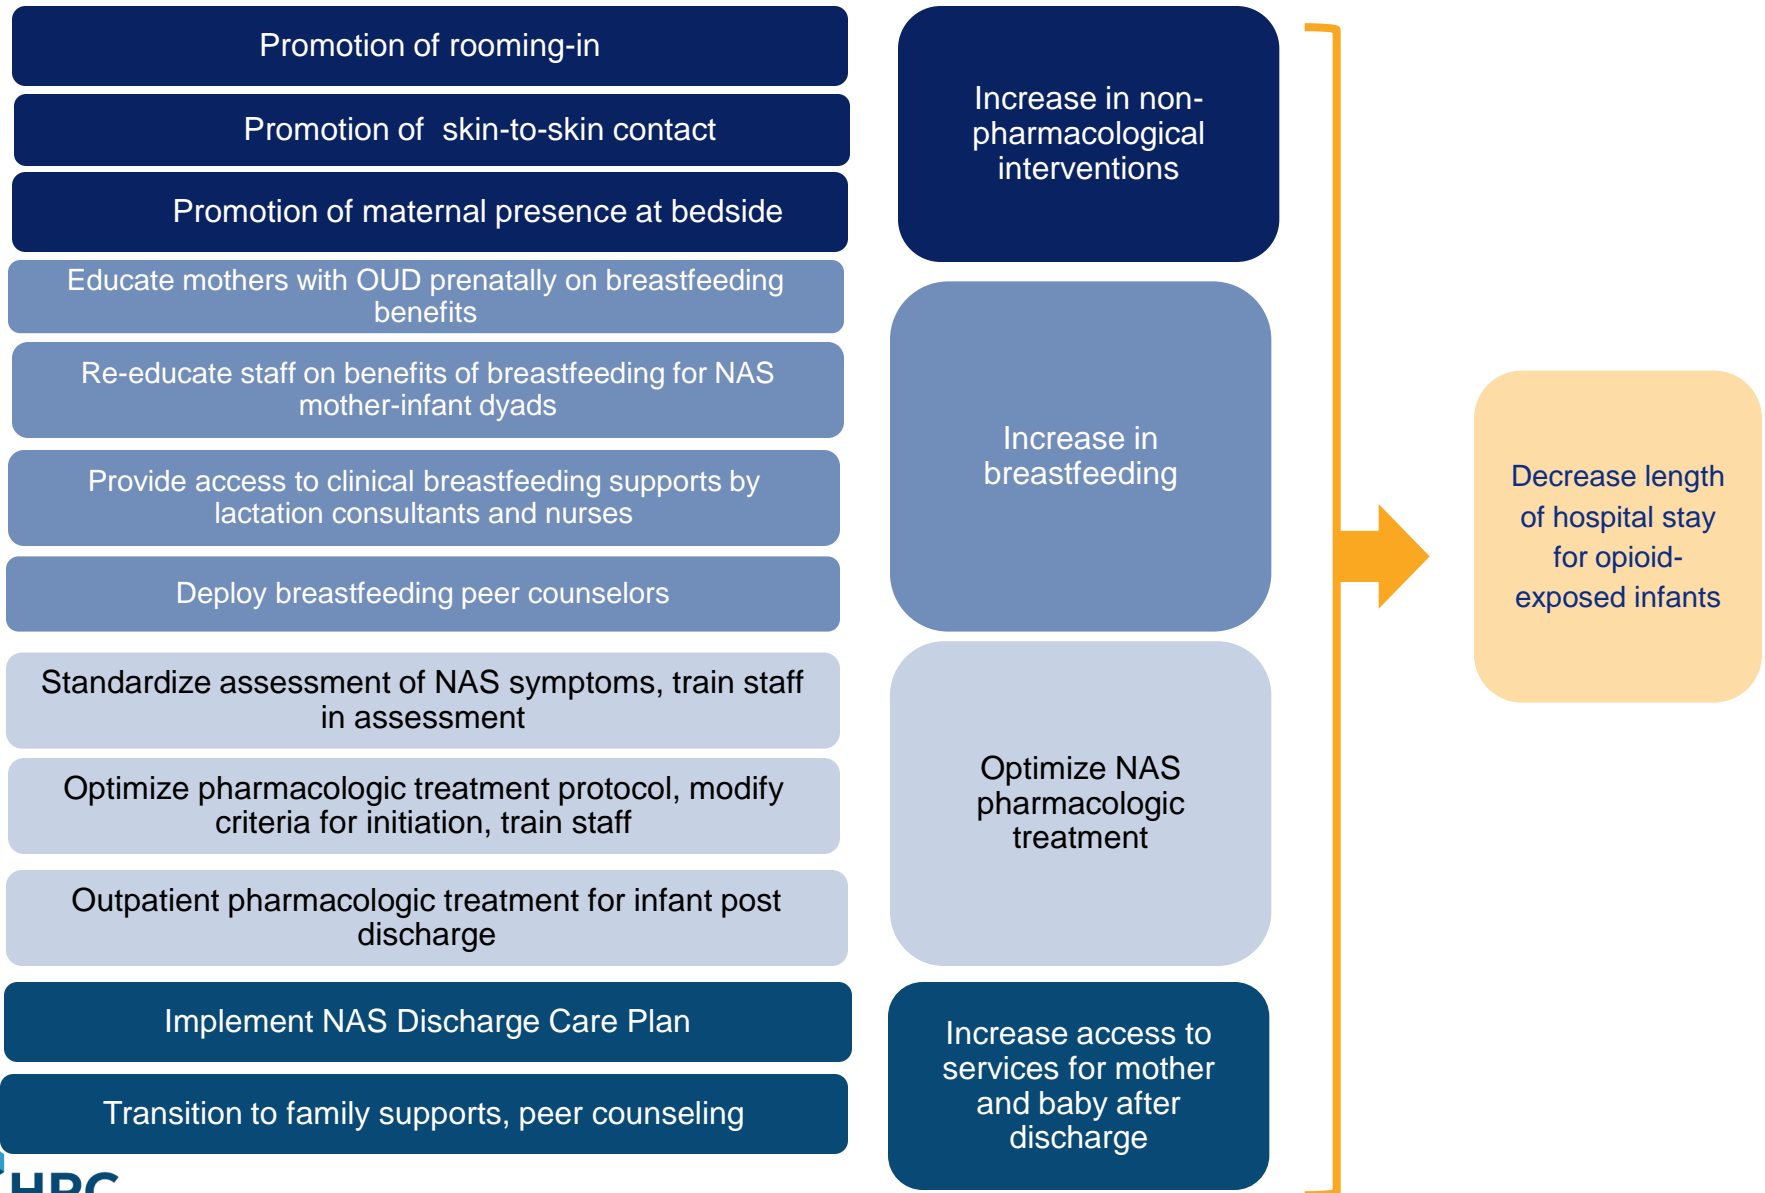 Promotion of rooming-in
Promotion of skin-to-skin contact
Promotion of maternal presence at bedside
Educate mothers with OUD prenatally on breastfeeding
benefits
Re-educate staff on benefits of breastfeeding for NAS
mother-infant dyads
Provide access to clinical breastfeeding supports by
lactation consultants and nurses
Deploy breastfeeding peer counselors
Standardize assessment of NAS symptoms, train staff
in assessment
Optimize pharmacologic treatment protocol, modify
criteria for initiation, train staff
Outpatient pharmacologic treatment for infant post
discharge
Implement NAS Discharge Care Plan
Transition to family supports, peer counseling
HPC
Increase in non-
pharmacological
interventions
Increase in
breastfeeding
Optimize NAS
pharmacologic
treatment
Increase access to
services for mother
and baby after
discharge
Decrease length
of hospital stay
for opioid-
exposed infants